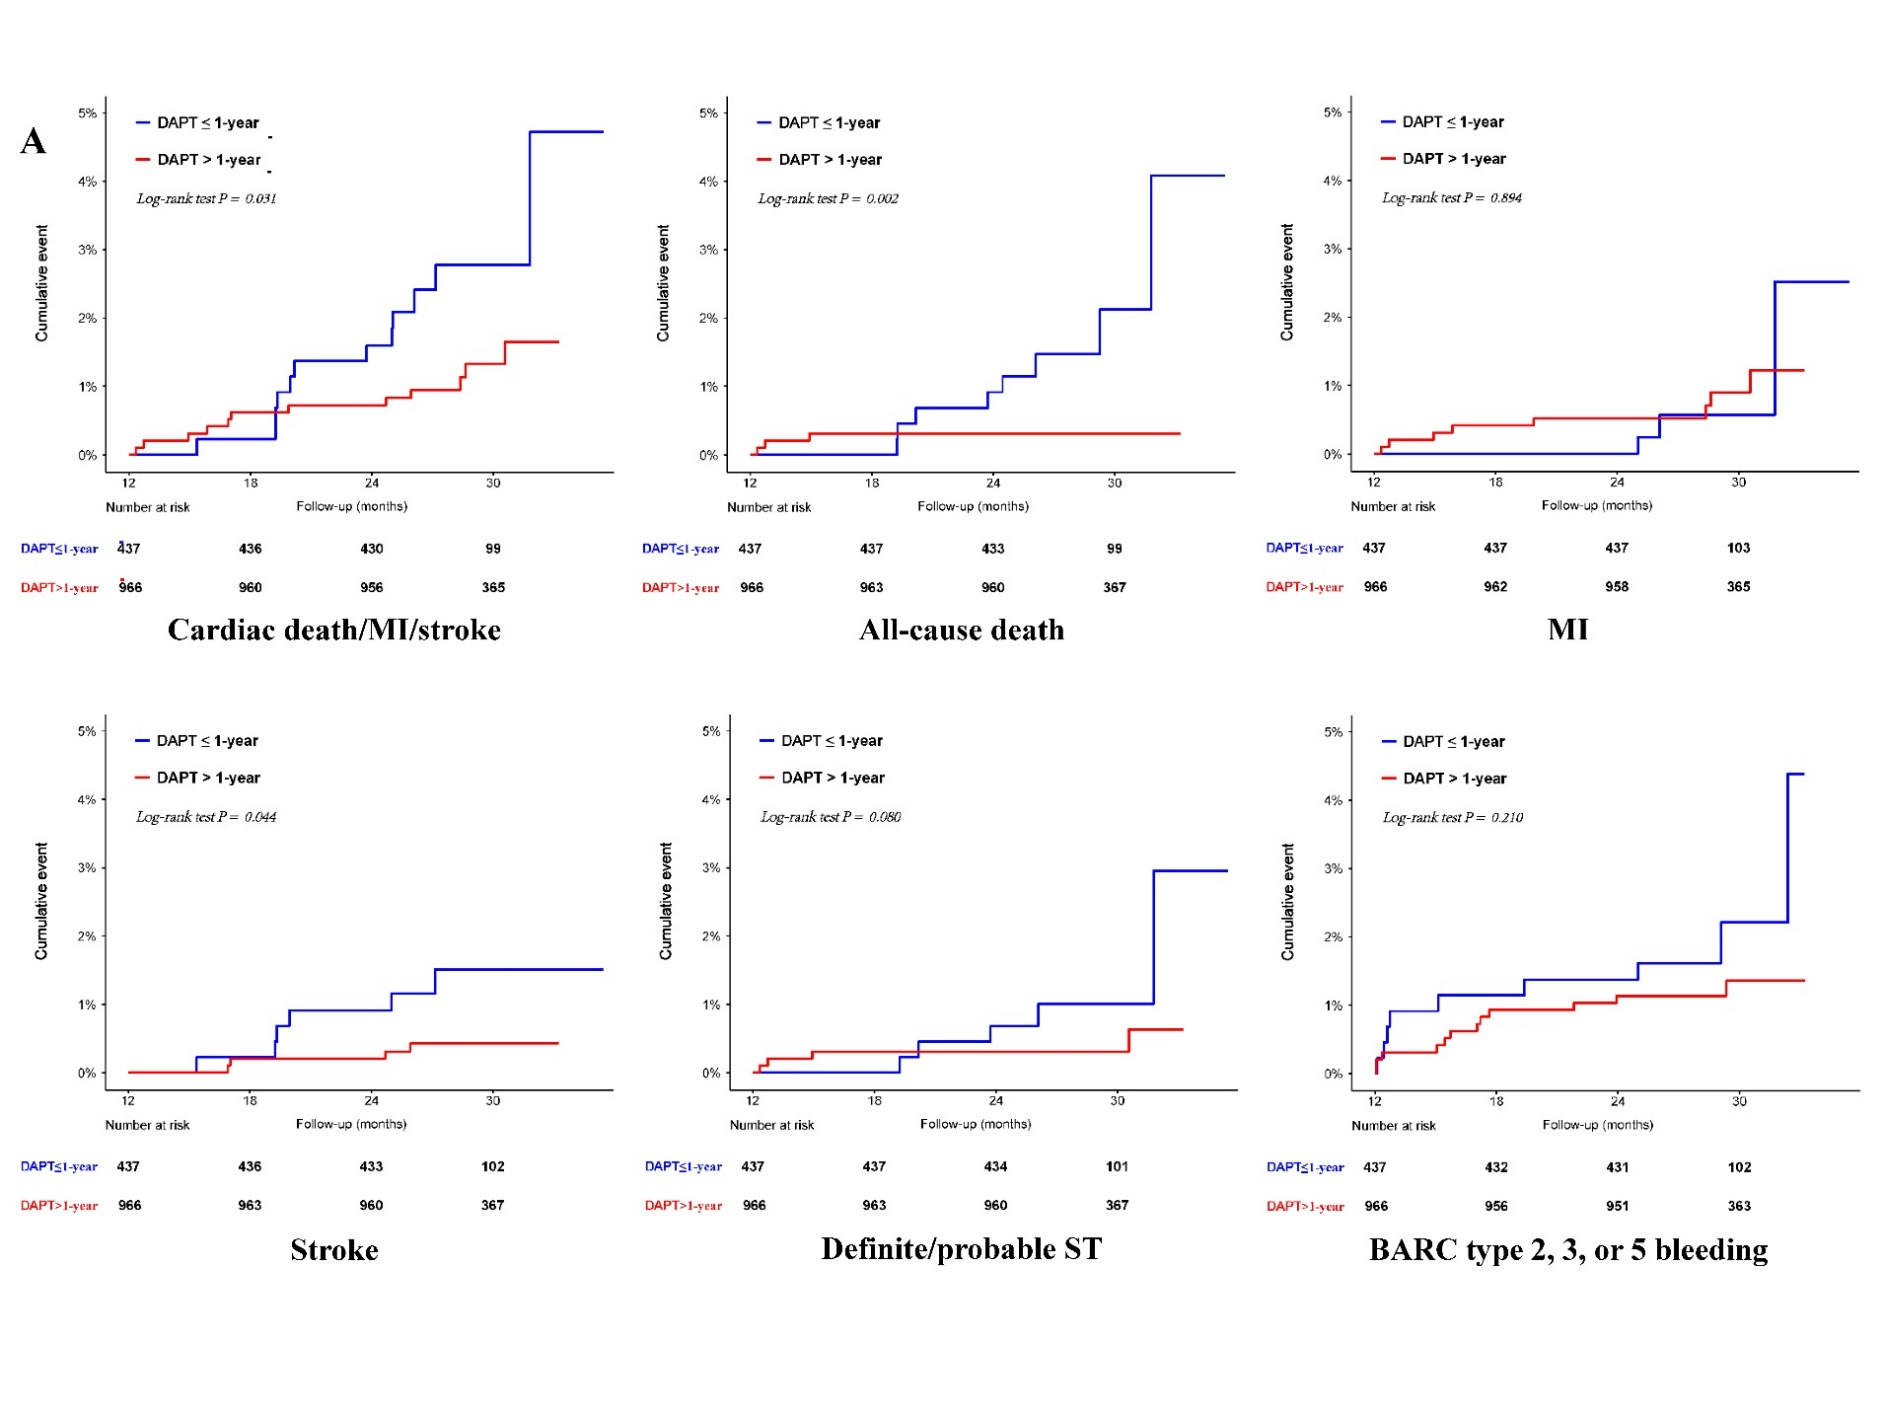 A
5%
4%
3%
2%
1%
0%
Cumulative event
DAPT ≤ 1-year
DAPT > 1-year
Log-rank test P = 0.031
12 18 24 30
Number at risk Follow-up (months)
DAPT≤1-year 437 436 430 99
DAPT>1-year 966 960 956 365
Cardiac death/MI/stroke
5%
4%
3%
2%
1%
0%
Cumulative event
DAPT ≤ 1-year
DAPT > 1-year
Log-rank test P = 0.002
12 18 24 30
Number at risk Follow-up (months)
DAPT≤1-year 437 437 433 99
DAPT>1-year 966 963 960 367
All-cause death
5%
4%
3%
2%
1%
0%
Cumulative event
DAPT ≤ 1-year
DAPT > 1-year
Log-rank test P = 0.894
12 18 24 30
Number at risk Follow-up (months)
DAPT≤1-year 437 437 437 103
DAPT>1-year 966 962 958 365
MI
5%
4%
3%
2%
1%
0%
Cumulative event
DAPT ≤ 1-year
DAPT > 1-year
Log-rank test P = 0.044
12 18 24 30
Number at risk Follow-up (months)
DAPT≤1-year 437 436 433 102
DAPT>1-year 966 963 960 367
Stroke
5%
4%
3%
2%
1%
0%
Cumulative event
DAPT ≤ 1-year
DAPT > 1-year
Log-rank test P = 0.080
12 18 24 30
Number at risk Follow-up (months)
DAPT≤1-year 437 437 434 101
DAPT>1-year 966 963 960 367
Definite/probable ST
5%
4%
3%
2%
1%
0%
Cumulative event
DAPT ≤ 1-year
DAPT > 1-year
Log-rank test P = 0.210
12 18 24 30
Number at risk Follow-up (months)
DAPT≤1-year 437 432 431 102
DAPT>1-year 966 956 951 363
BARC type 2, 3, or 5 bleeding